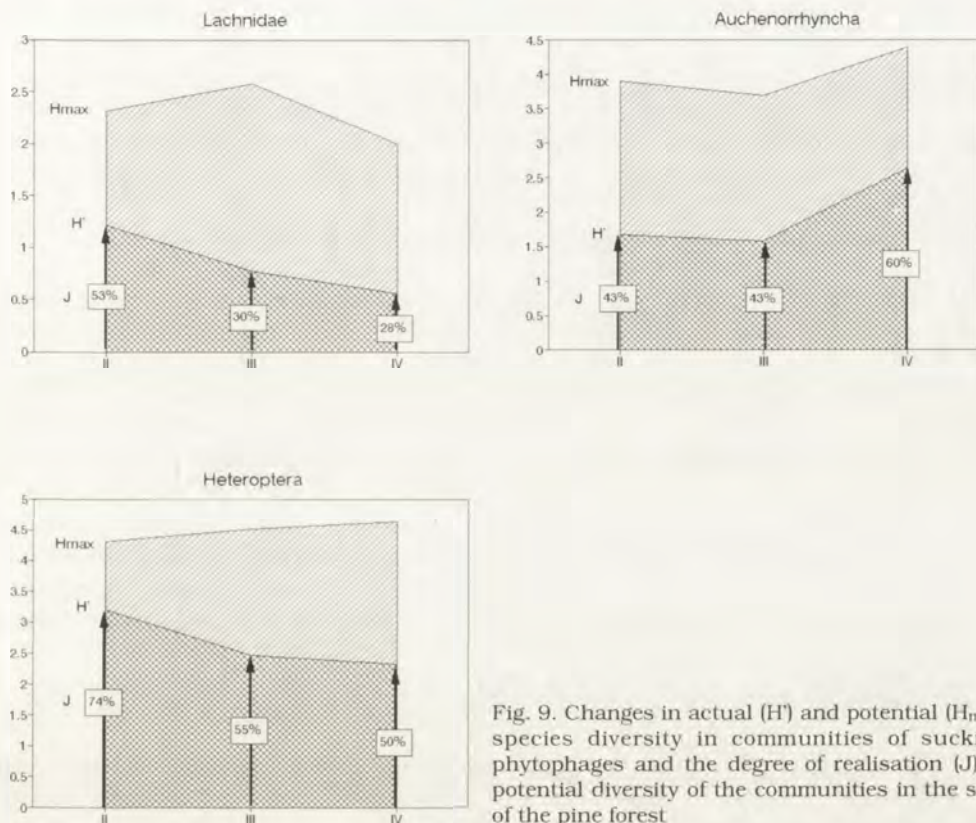 Lachnidae
3
2.5
Hmax
2
1.5
H'
1
J
53%
30%
28%
0.5
0
II
III
IV
Auchenorrhyncha
4.5
4
Hmax
3.5
3
2.5
2
H'
1.5
60%
1
J
43%
43%
0.5
0
II
III
IV
Heteroptera
5
4.5
Hmax
4
3.5
H'
3
2.5
2
J
74%
1.5
55%
50%
1
0.5
0
II
III
IV
Fig. 9. Changes in actual (H') and potential
species diversity in communities of
phytophages and the degree of realisation (J)
potential diversity of the communities in the
of the pine forest